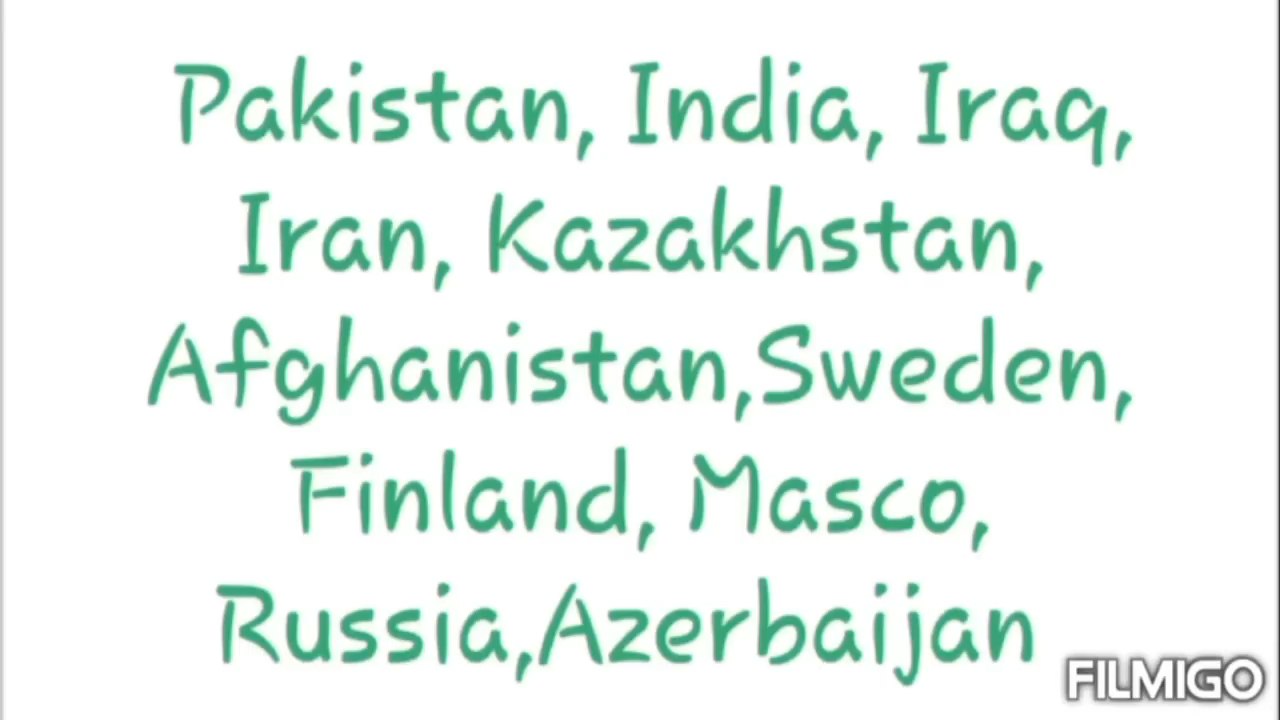 Pakistan, India, Iraq,
Iran, Kazakhstan,
Afghanistan,Sweden,
Finland, Masco,
Russia,Azerbaijan
FILMIGO